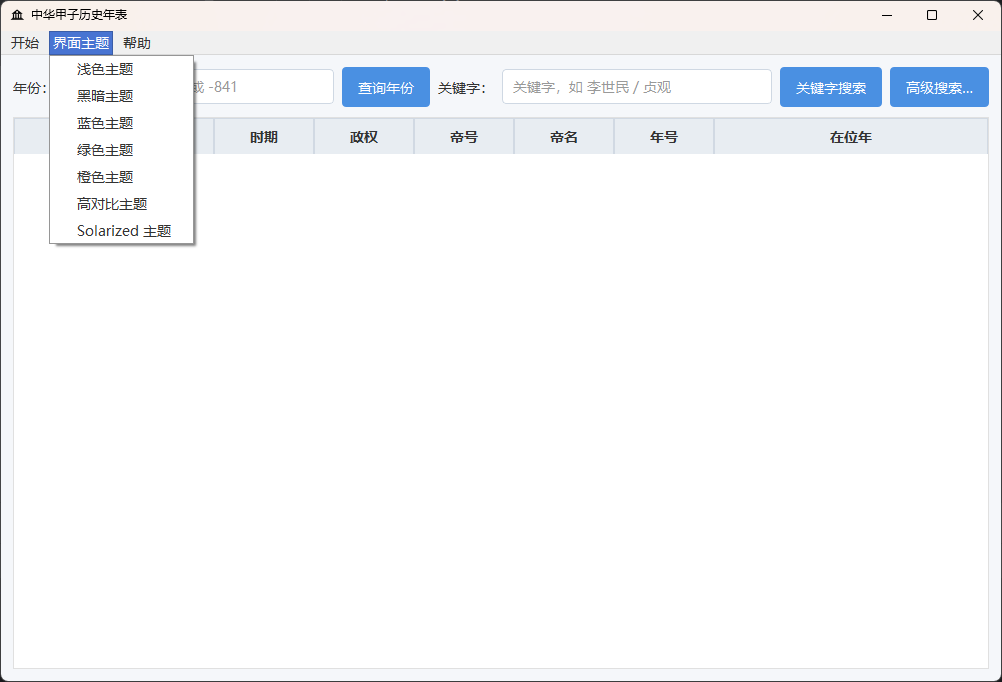 中华甲子历史年表
开始 界面主题 帮助
浅色主题
黑暗主题
蓝色主题
绿色主题
橙色主题
高对比主题
Solarized 主题
年份: 或 -841 查询年份 关键字: 关键字，如 李世民 / 贞观 关键字搜索 高级搜索...
时期 政权 帝号 帝名 年号 在位年